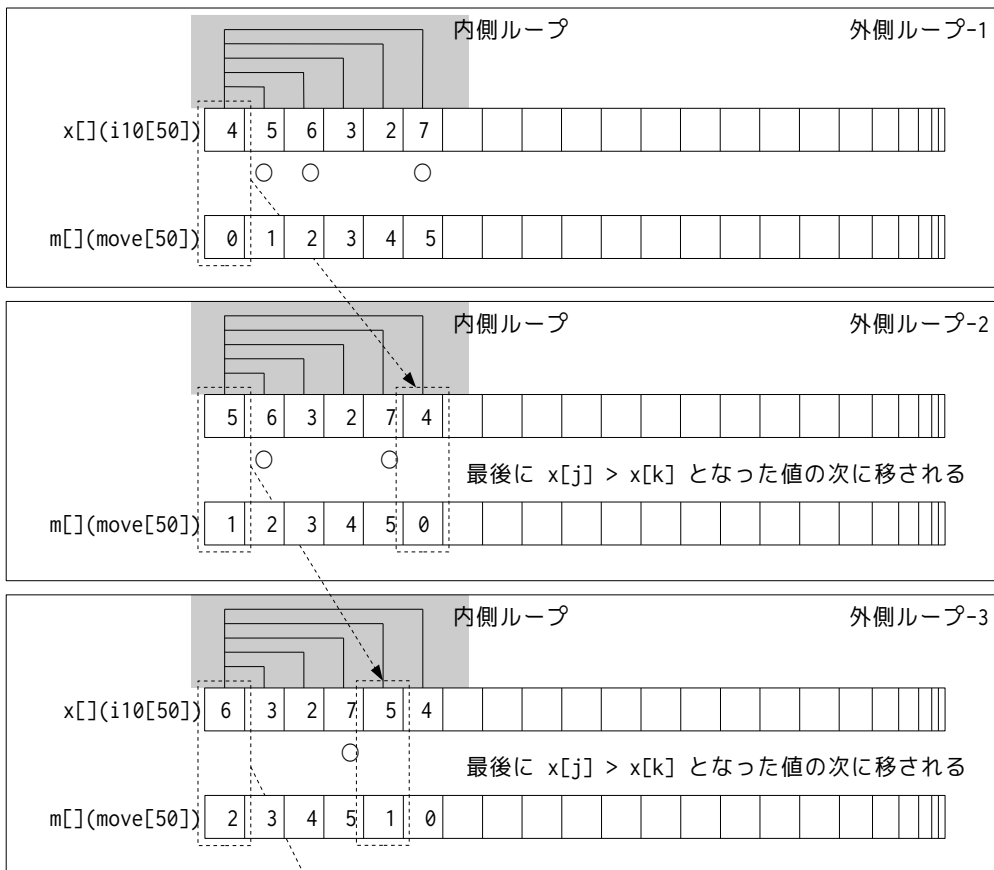 内側ループ 外側ループ-1
x[](i10[50]) 4 5 6 3 2 7
○ ○ ○
m[](move[50]) 0 1 2 3 4 5
内側ループ 外側ループ-2
5 6 3 2 7 4
○ ○
最後に x[j] > x[k] となった値の次に移される
m[](move[50]) 1 2 3 4 5 0
内側ループ 外側ループ-3
x[](i10[50]) 6 3 2 7 5 4
○
最後に x[j] > x[k] となった値の次に移される
m[](move[50]) 2 3 4 5 1 0